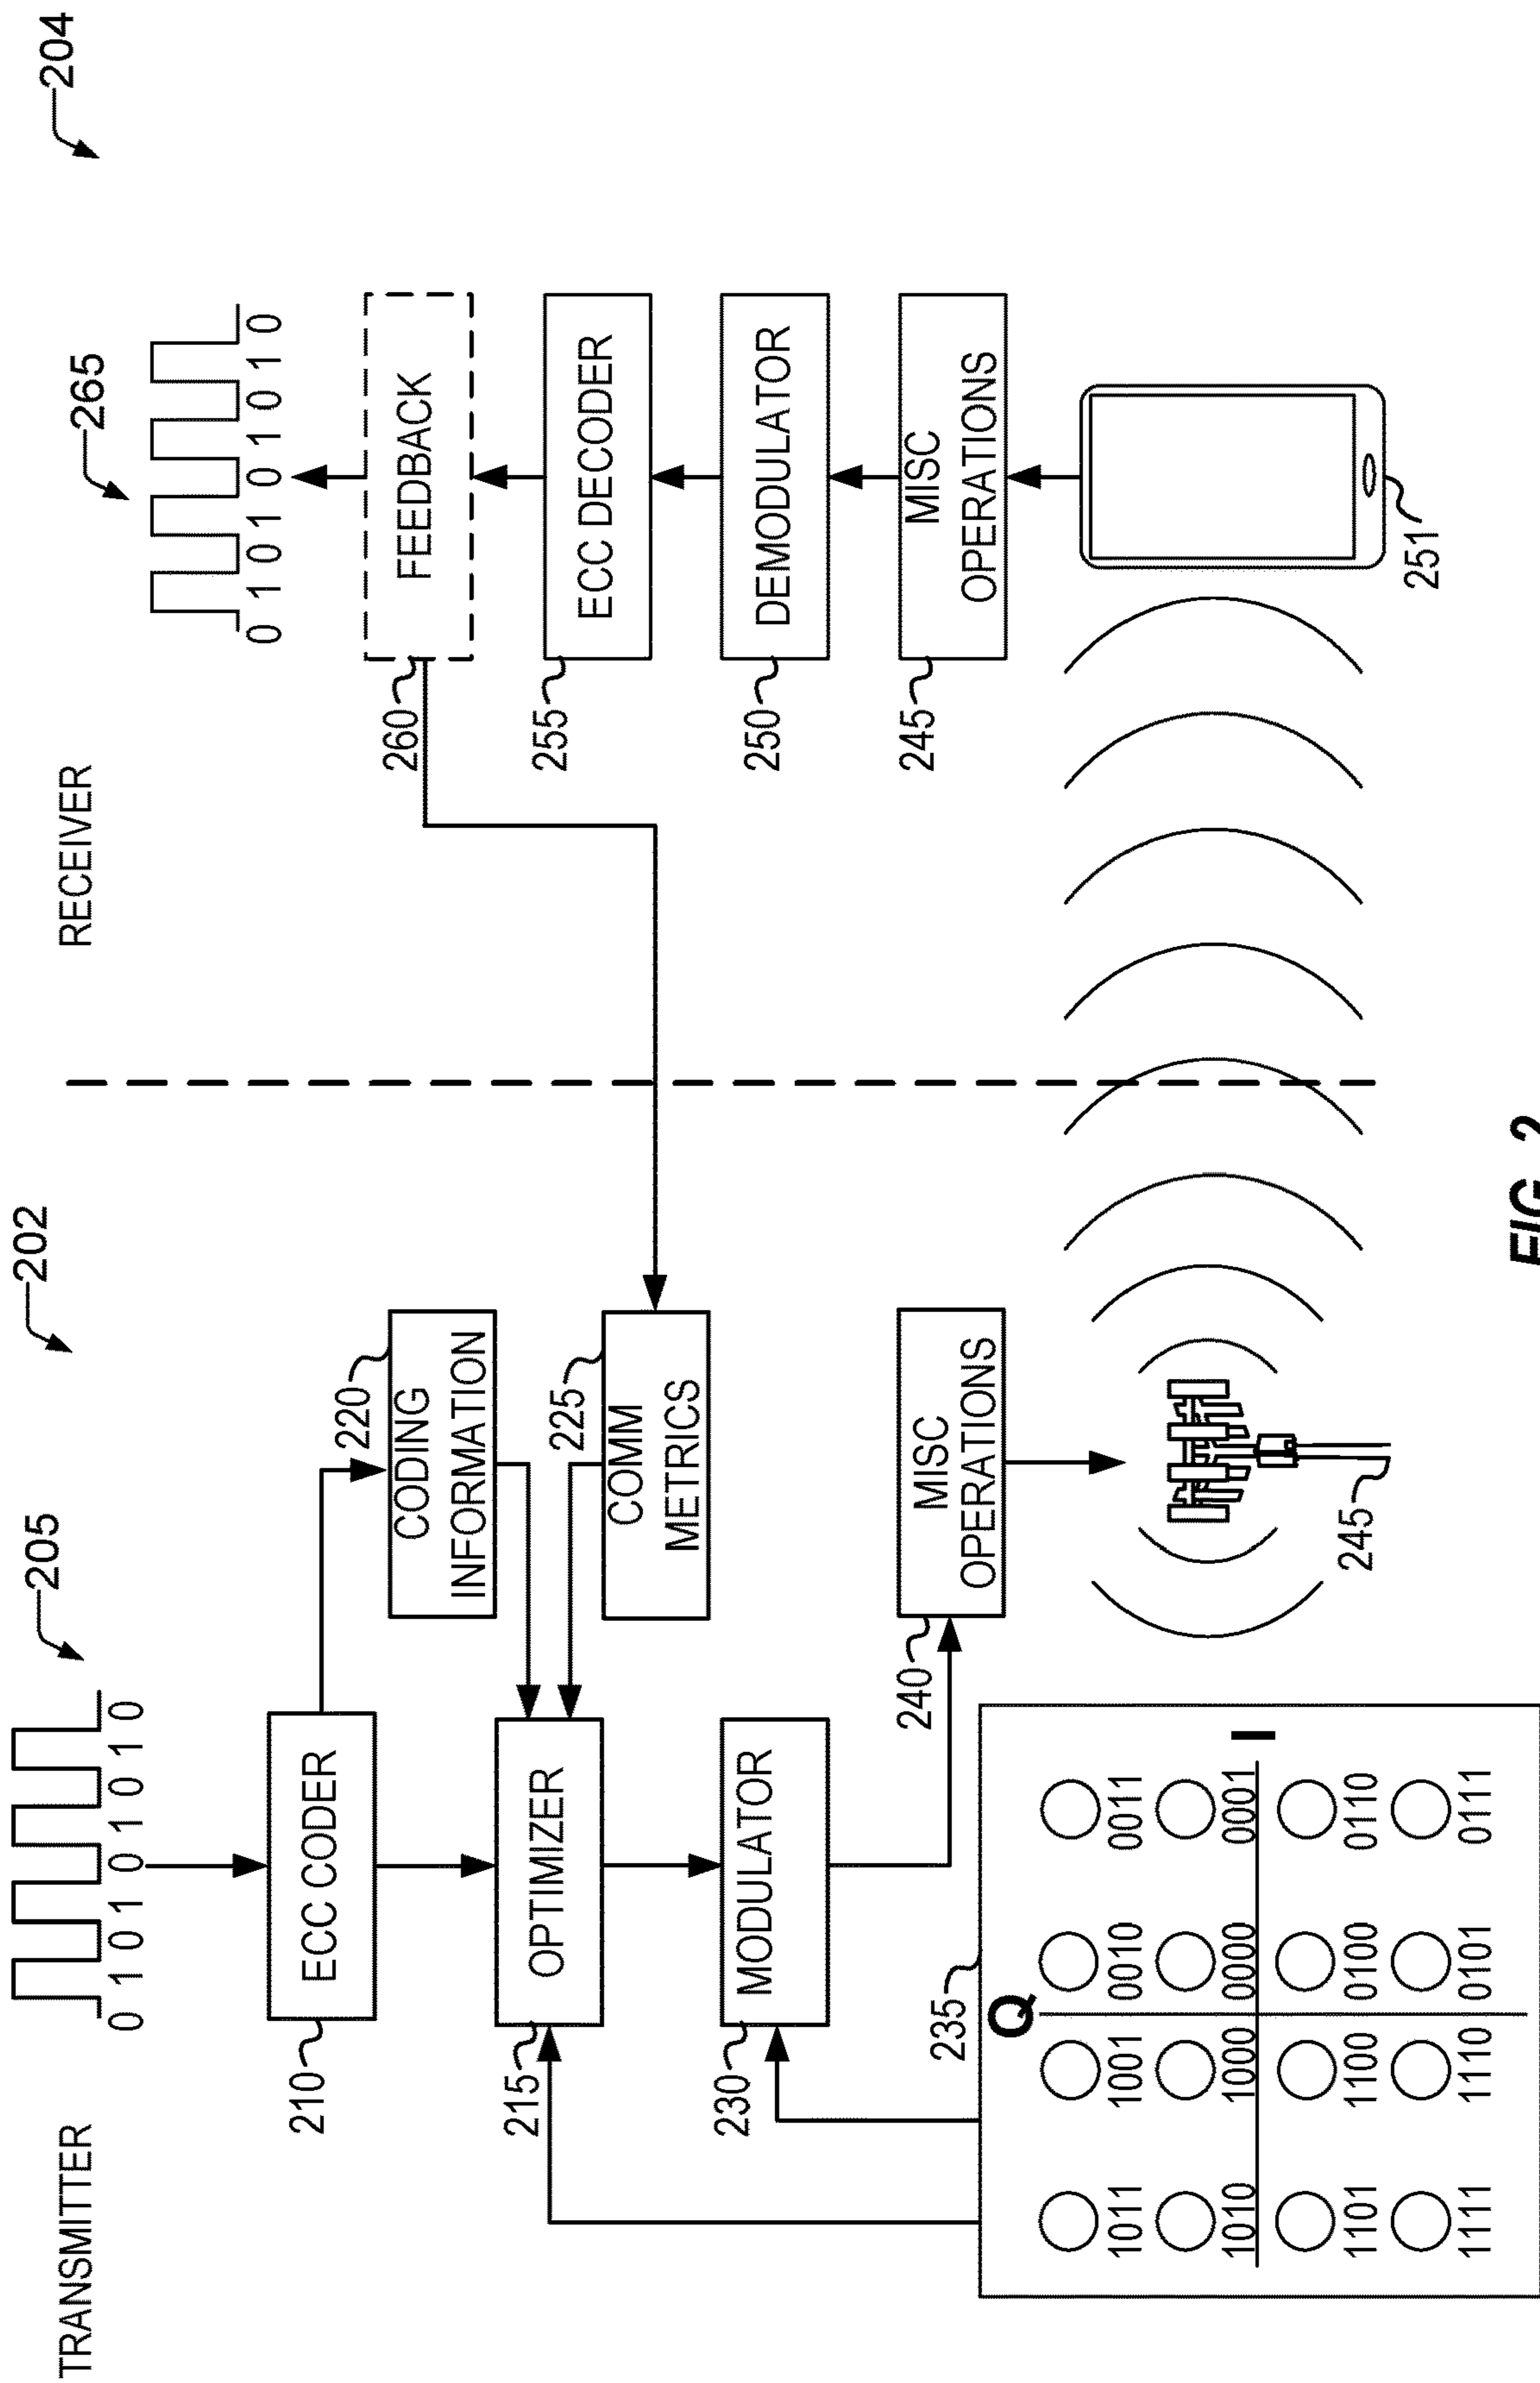 202
204
TRANSMITTER
RECEIVER
205
0 1 0 1 0 1 0 1 0
265
0 1 0 1 0 1 0 1 0
210
ECC CODER
220
CODING
INFORMATION
260
FEEDBACK
215
OPTIMIZER
225
COMM
METRICS
255
ECC DECODER
230
MODULATOR
250
DEMODULATOR
240
MISC
OPERATIONS
245
MISC
OPERATIONS
235
Q
1011 1001 0010 0011
1010 1000 0000 0001
I
1101 1100 0100 0110
1111 1110 0101 0111
245
251
FIG. 2